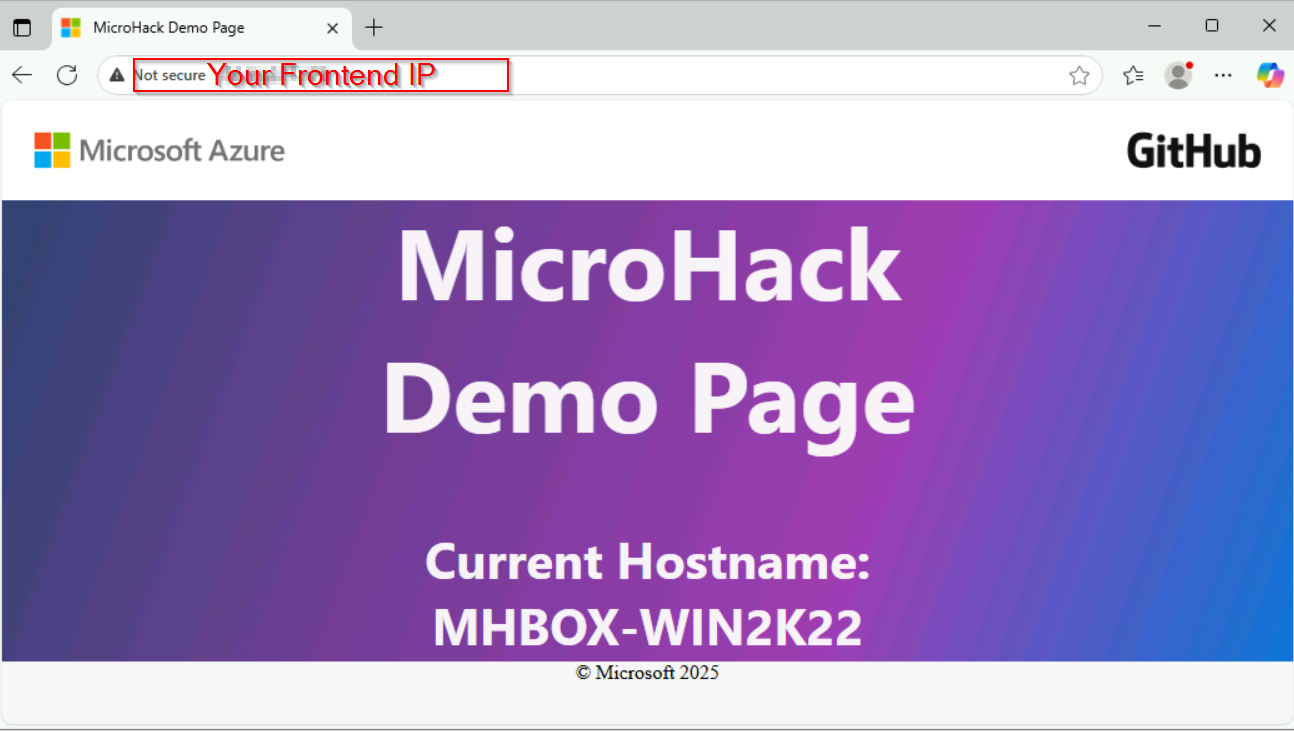 MicroHack Demo Page
Not secure
Your Frontend IP
Microsoft Azure
GitHub
MicroHack
Demo Page
Current Hostname:
MHBOX-WIN2K22
© Microsoft 2025